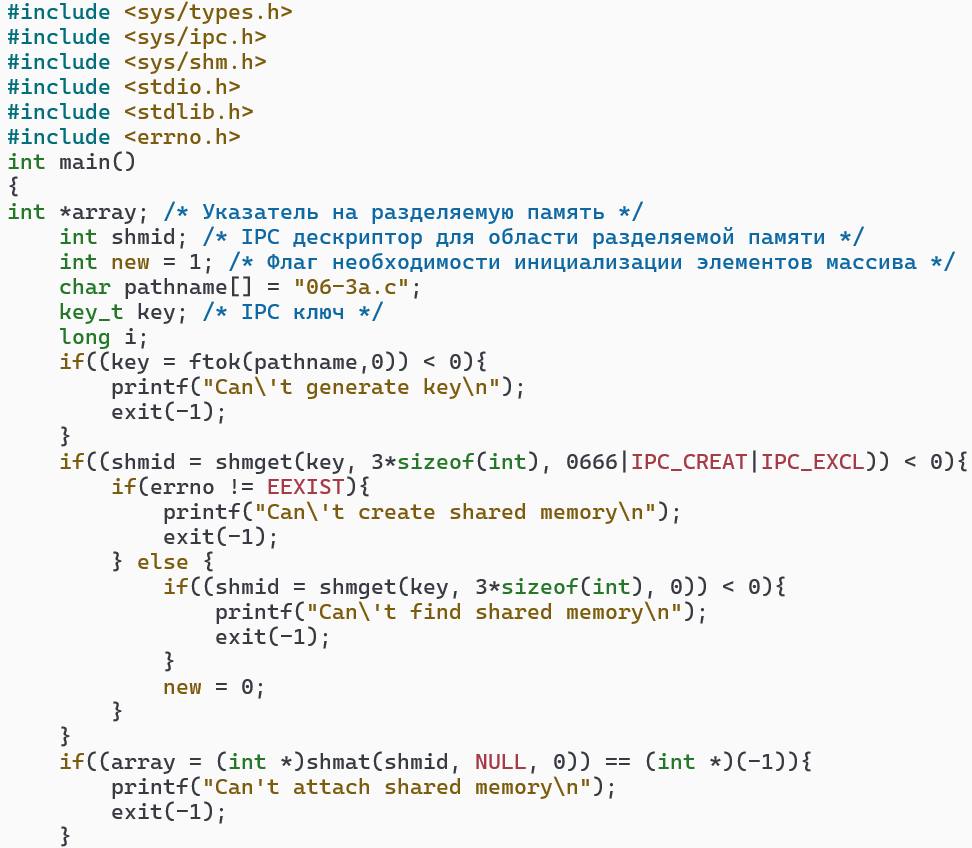 #include <sys/types.h>
#include <sys/ipc.h>
#include <sys/shm.h>
#include <stdio.h>
#include <stdlib.h>
#include <errno.h>
int main()
{
int *array; /* Указатель на разделяемую память */
    int shmid; /* IPC дескриптор для области разделяемой памяти */
    int new = 1; /* Флаг необходимости инициализации элементов массива */
    char pathname[] = "06-3a.c";
    key_t key; /* IPC ключ */
    long i;
    if((key = ftok(pathname,0)) < 0){
        printf("Can\'t generate key\n");
        exit(-1);
    }
    if((shmid = shmget(key, 3*sizeof(int), 0666|IPC_CREAT|IPC_EXCL)) < 0){
        if(errno != EEXIST){
            printf("Can\'t create shared memory\n");
            exit(-1);
        } else {
            if((shmid = shmget(key, 3*sizeof(int), 0)) < 0){
                printf("Can\'t find shared memory\n");
                exit(-1);
            }
            new = 0;
        }
    }
    if((array = (int *)shmat(shmid, NULL, 0)) == (int *)(-1)){
        printf("Can't attach shared memory\n");
        exit(-1);
    }